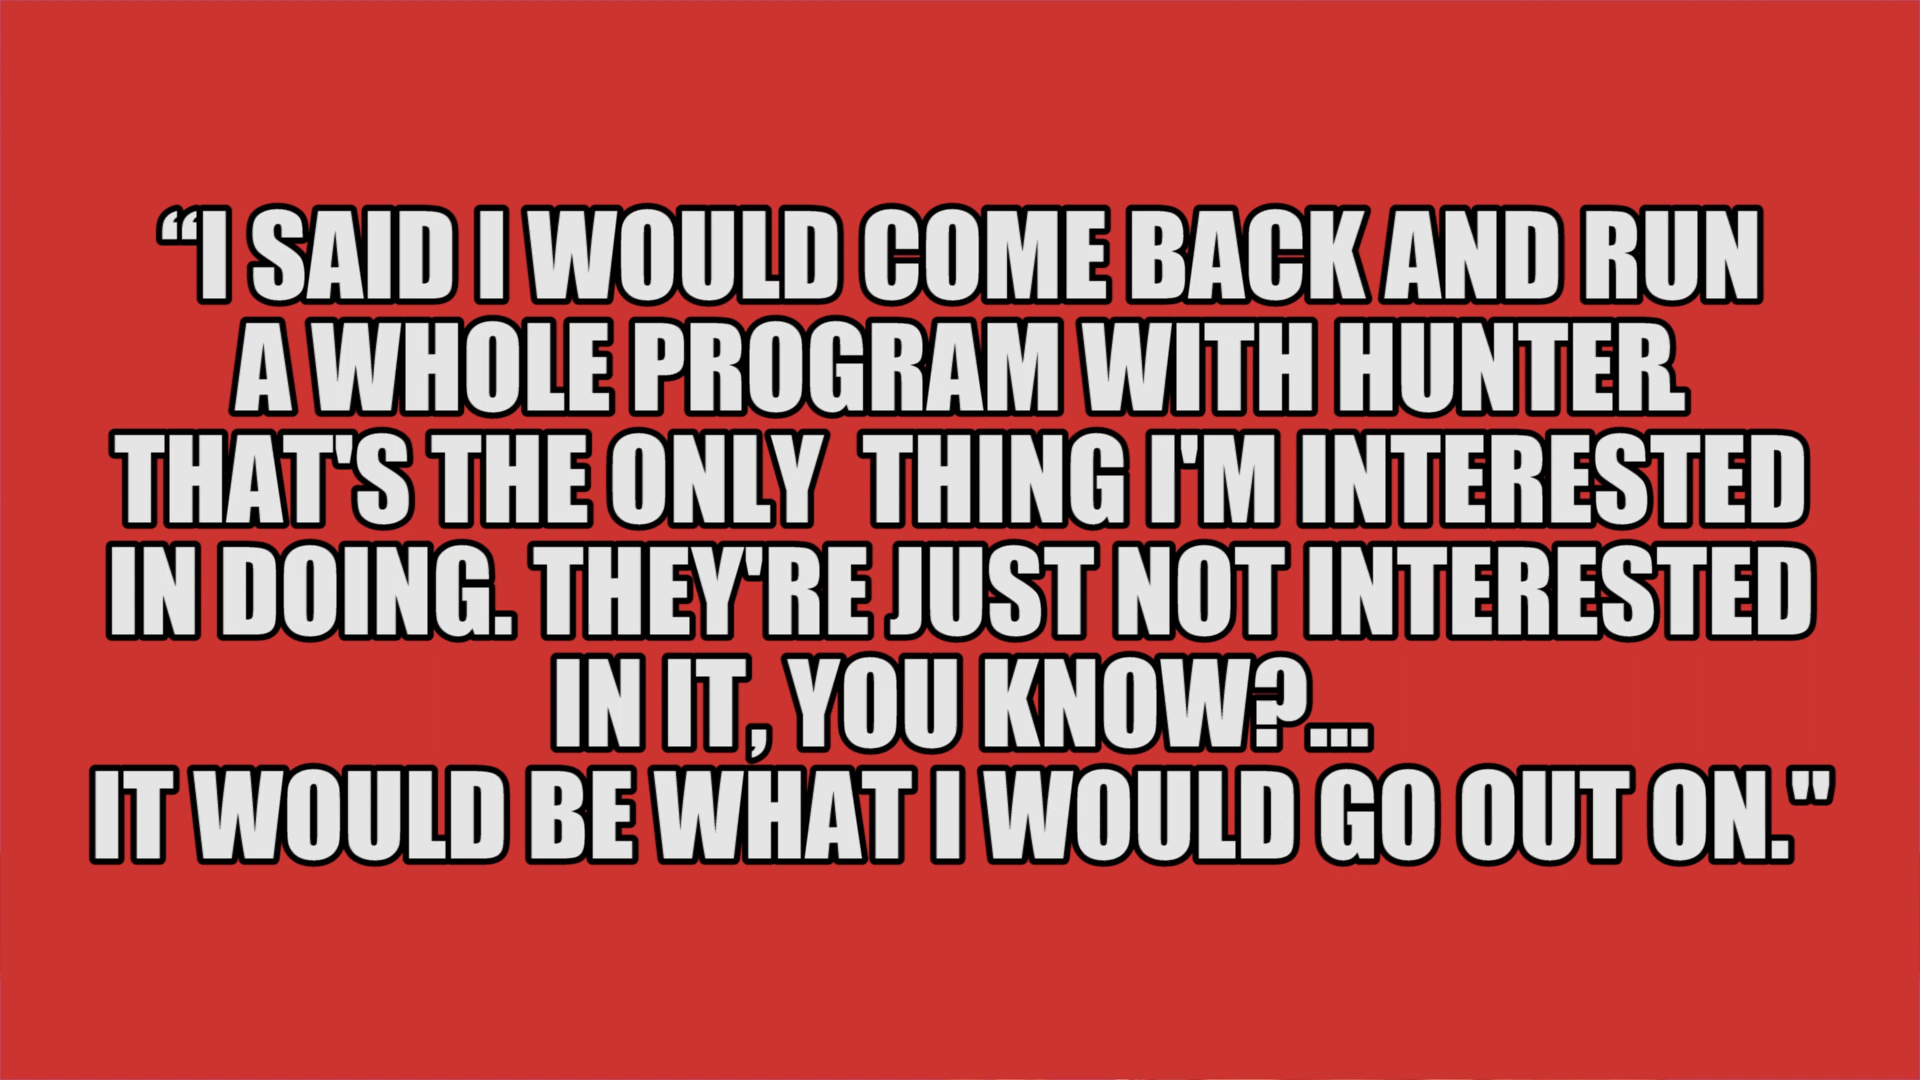 “I SAID I WOULD COME BACK AND RUN
A WHOLE PROGRAM WITH HUNTER.
THAT'S THE ONLY  THING I'M INTERESTED
IN DOING. THEY'RE JUST NOT INTERESTED
IN IT, YOU KNOW?...
IT WOULD BE WHAT I WOULD GO OUT ON."